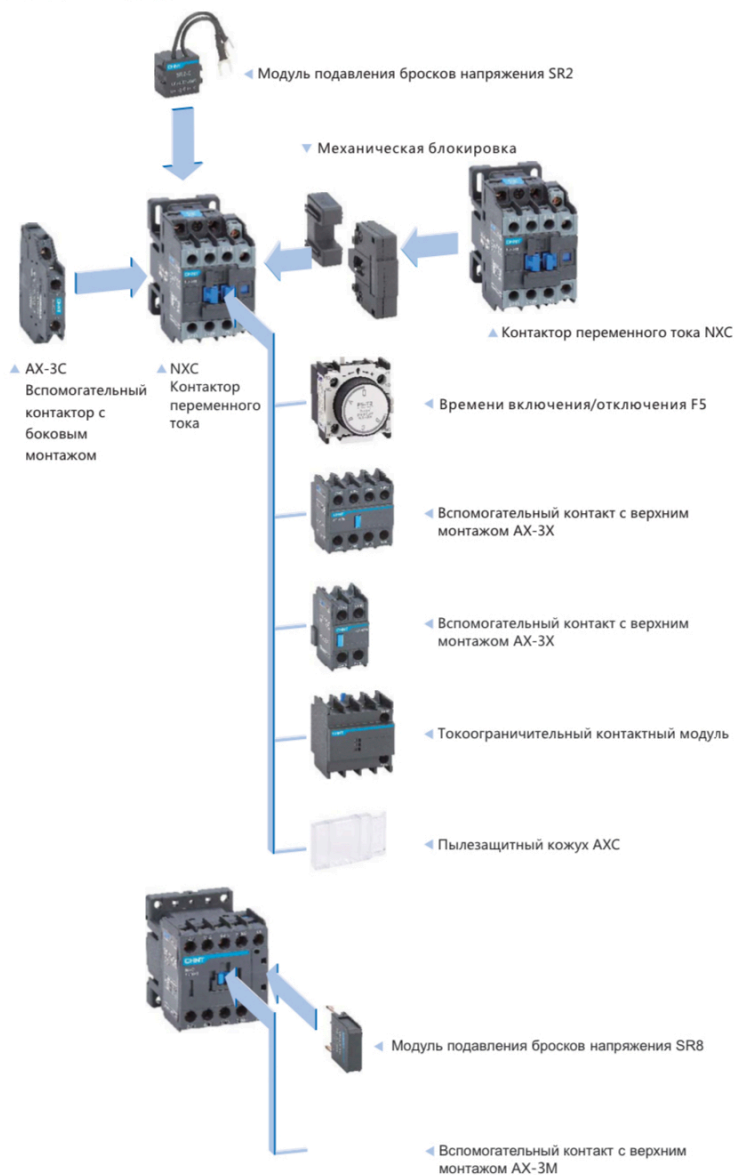 Модуль подавления бросков напряжения SR2
Механическая блокировка
CHNT
Контактор переменного тока NXC
AX-3C
Вспомогательный
контактор с
боковым
монтажом
NXC
Контактор
переменного
тока
Времени включения/отключения F5
Вспомогательный контакт с верхним
монтажом AX-3X
Вспомогательный контакт с верхним
монтажом AX-3X
Токоограничительный контактный модуль
Пылезащитный кожух AXC
CHNT
Модуль подавления бросков напряжения SR8
Вспомогательный контакт с верхним
монтажом AX-3M